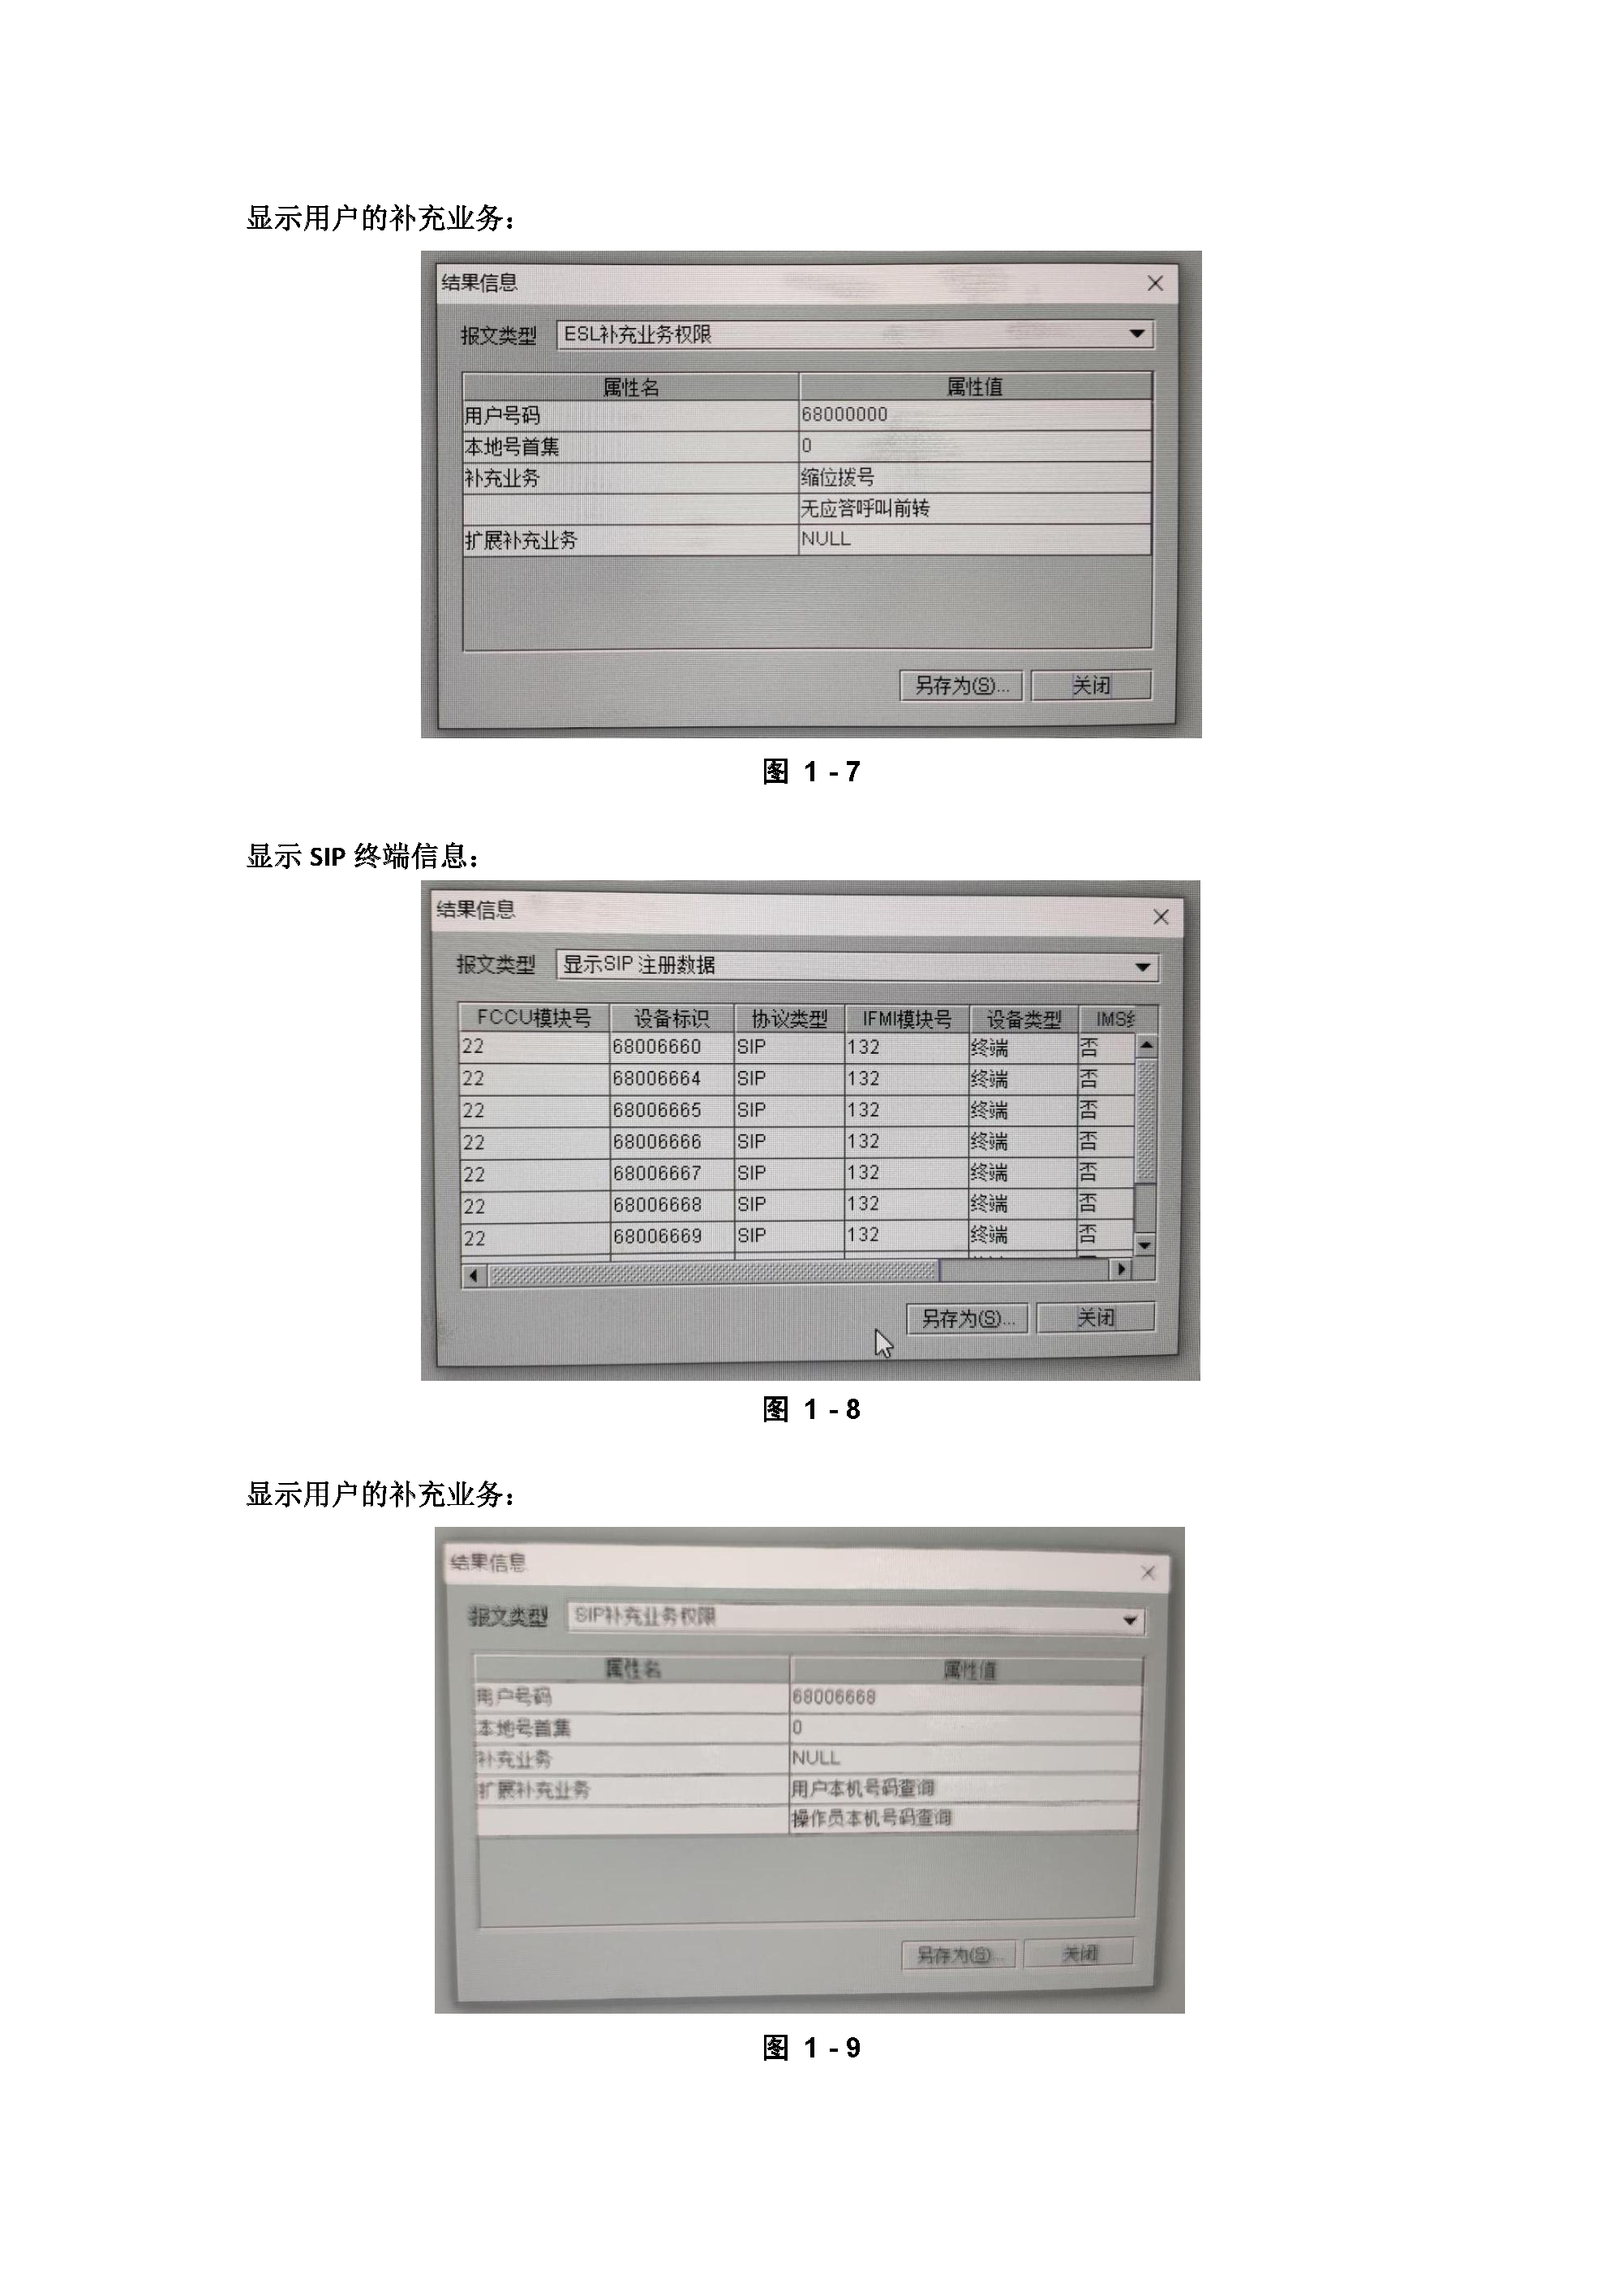 显示用户的补充业务：
结果信息
报文类型 ESL补充业务权限
属性名 属性值
用户号码 68000000
本地号首集 0
补充业务 缩位拨号
无应答呼叫前转
扩展补充业务 NULL
另存为(S)... 关闭
图 1-7
显示 SIP 终端信息：
结果信息
报文类型 显示SIP 注册数据
FCCU模块号 设备标识 协议类型 IFMI模块号 设备类型 IMS
22 68006660 SIP 132 终端 否
22 68006664 SIP 132 终端 否
22 68006665 SIP 132 终端 否
22 68006666 SIP 132 终端 否
22 68006667 SIP 132 终端 否
22 68006668 SIP 132 终端 否
22 68006669 SIP 132 终端 否
另存为(S)... 关闭
图 1-8
显示用户的补充业务：
结果信息
报文类型 SIP补充业务权限
属性名 属性值
用户号码 68006668
本地号首集 0
补充业务 NULL
扩展补充业务 用户本机号码查询
操作员本机号码查询
另存为(S)... 关闭
图 1-9